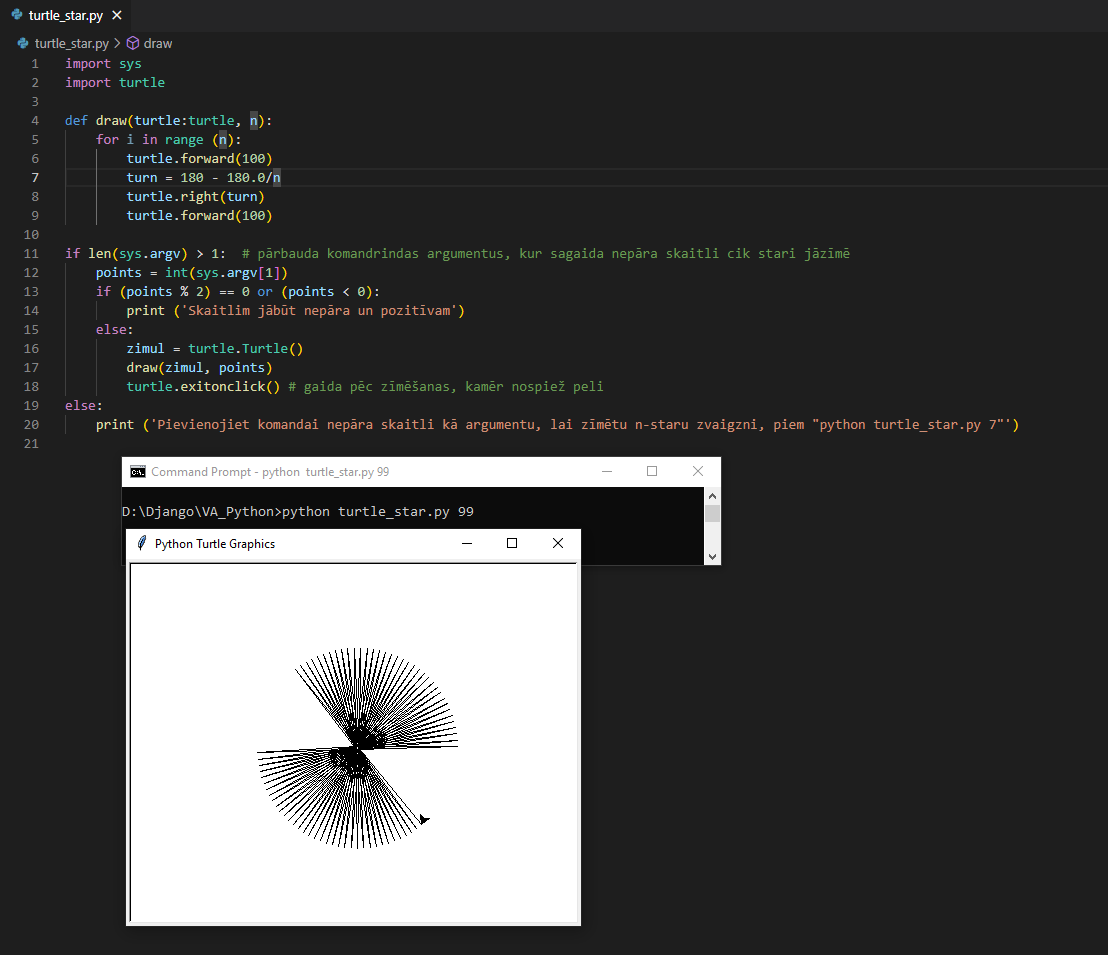 turtle_star.py
turtle_star.py > draw
1 import sys
2 import turtle
3
4 def draw(turtle:turtle, n):
5 for i in range (n):
6 turtle.forward(100)
7 turn = 180 - 180.0/n
8 turtle.right(turn)
9 turtle.forward(100)
10
11 if len(sys.argv) > 1:  # pārbauda komandrindas argumentus, kur sagaida nepāra skaitli cik stari jāzīmē
12 points = int(sys.argv[1])
13 if (points % 2) == 0 or (points < 0):
14 print ('Skaitlim jābūt nepāra un pozitīvam')
15 else:
16 zimul = turtle.Turtle()
17 draw(zimul, points)
18 turtle.exitonclick() # gaida pēc zīmēšanas, kamēr nospiež peli
19 else:
20 print ('Pievienojiet komandai nepāra skaitli kā argumentu, lai zīmētu n-staru zvaigzni, piem "python turtle_star.py 7"')
21
C:\. Command Prompt - python  turtle_star.py 99
D:\Django\VA_Python>python turtle_star.py 99
Python Turtle Graphics